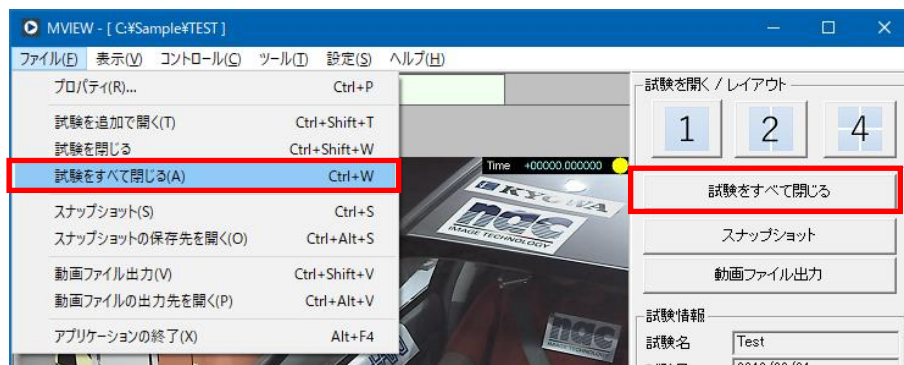 MVIEW - [ C:¥Sample¥TEST ]
ファイル(F) 表示(V) コントロール(C) ツール(T) 設定(S) ヘルプ(H)
プロパティ(R)... Ctrl+P
試験を追加で開く(T) Ctrl+Shift+T
試験を閉じる Ctrl+Shift+W
試験をすべて閉じる(A) Ctrl+W
スナップショット(S) Ctrl+S
スナップショットの保存先を開く(O) Ctrl+Alt+S
動画ファイル出力(V) Ctrl+Shift+V
動画ファイルの出力先を開く(P) Ctrl+Alt+V
アプリケーションの終了(X) Alt+F4
Time +00000.000000
nac
IMAGE TECHNOLOGY
nac
試験を開く / レイアウト
1 2 4
試験をすべて閉じる
スナップショット
動画ファイル出力
試験情報
試験名 Test